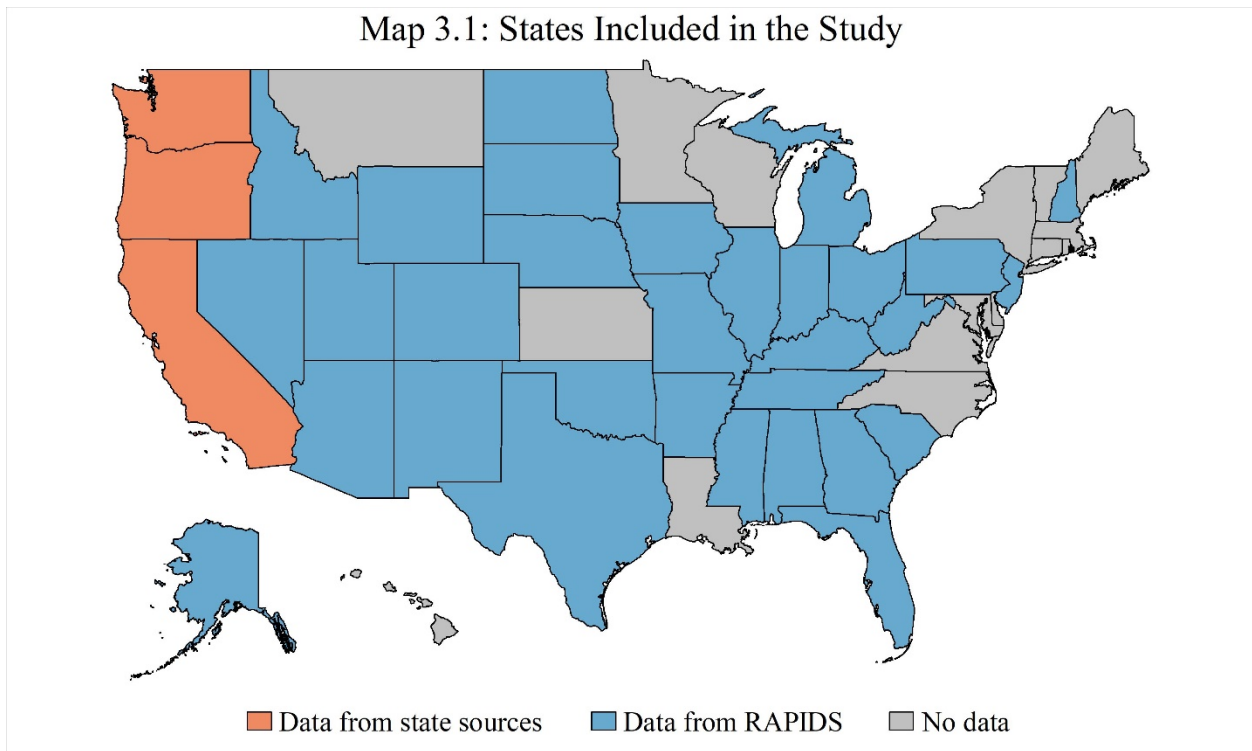 Map 3.1: States Included in the Study
Data from state sources
Data from RAPIDS
No data